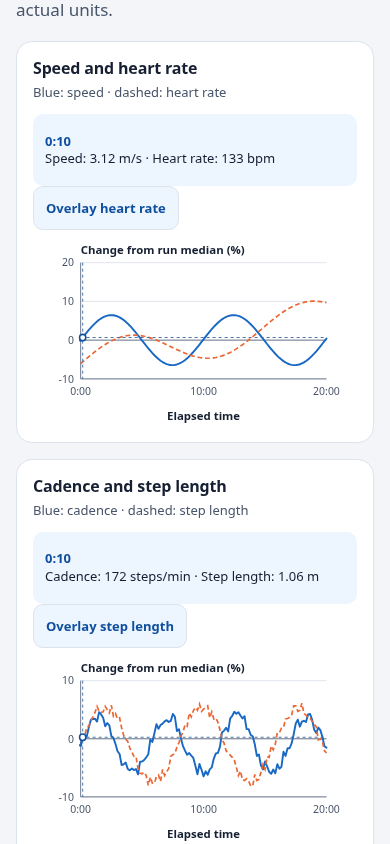 actual units.
Speed and heart rate
Blue: speed · dashed: heart rate
0:10
Speed: 3.12 m/s · Heart rate: 133 bpm
Overlay heart rate
Change from run median (%)
20
10
0
-10
0:00 10:00 20:00
Elapsed time
Cadence and step length
Blue: cadence · dashed: step length
0:10
Cadence: 172 steps/min · Step length: 1.06 m
Overlay step length
Change from run median (%)
10
0
-10
0:00 10:00 20:00
Elapsed time